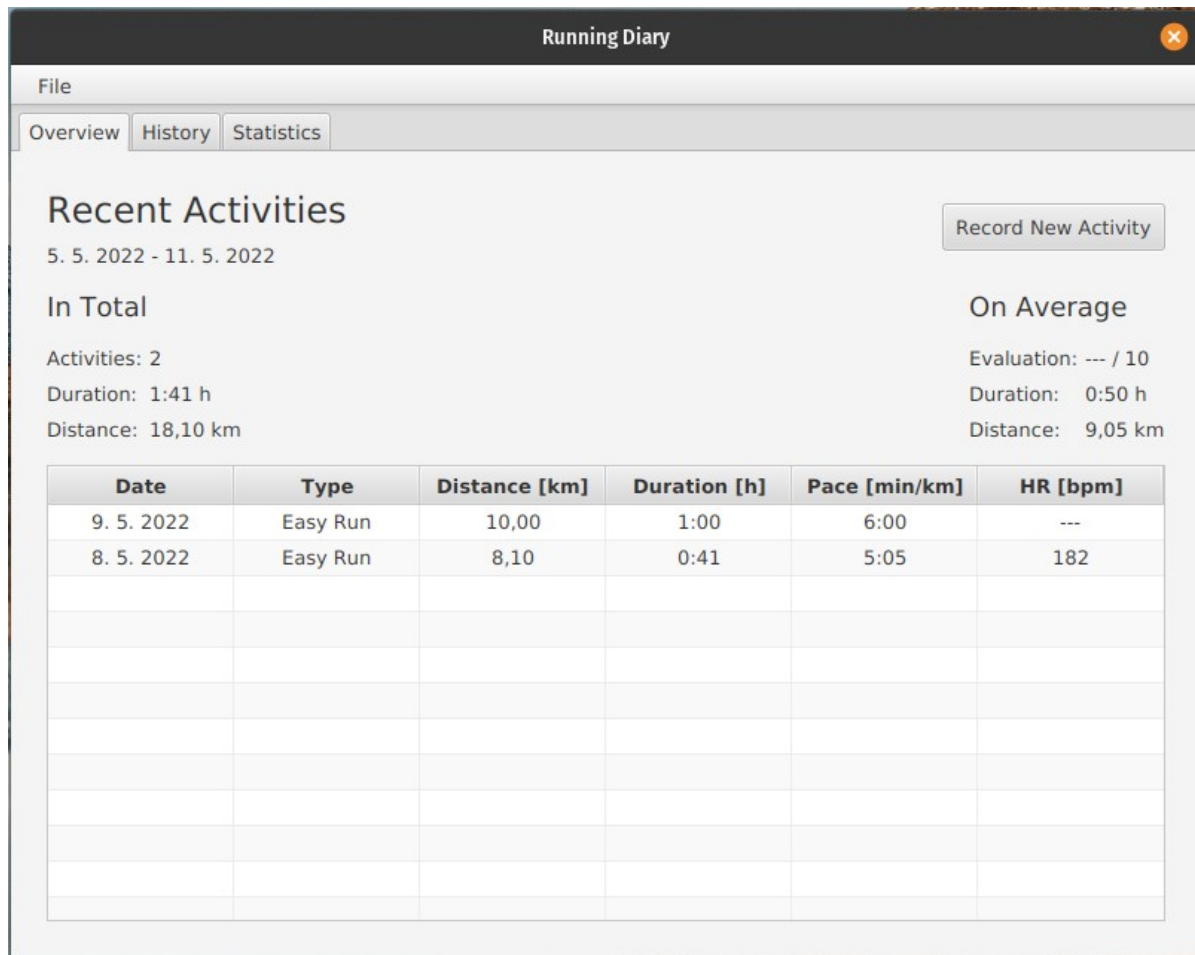 Running Diary
File
Overview History Statistics
Recent Activities
Record New Activity
5. 5. 2022 - 11. 5. 2022
In Total
Activities: 2
Duration: 1:41 h
Distance: 18,10 km
On Average
Evaluation: --- / 10
Duration: 0:50 h
Distance: 9,05 km
Date Type Distance [km] Duration [h] Pace [min/km] HR [bpm]
9. 5. 2022 Easy Run 10,00 1:00 6:00 ---
8. 5. 2022 Easy Run 8,10 0:41 5:05 182